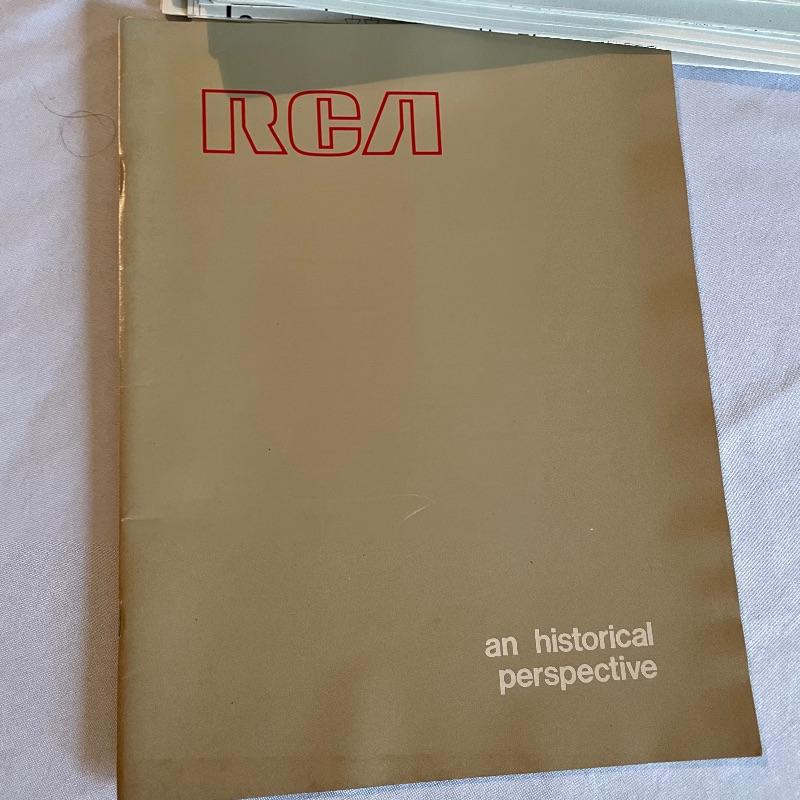 RCA
an historical
perspective